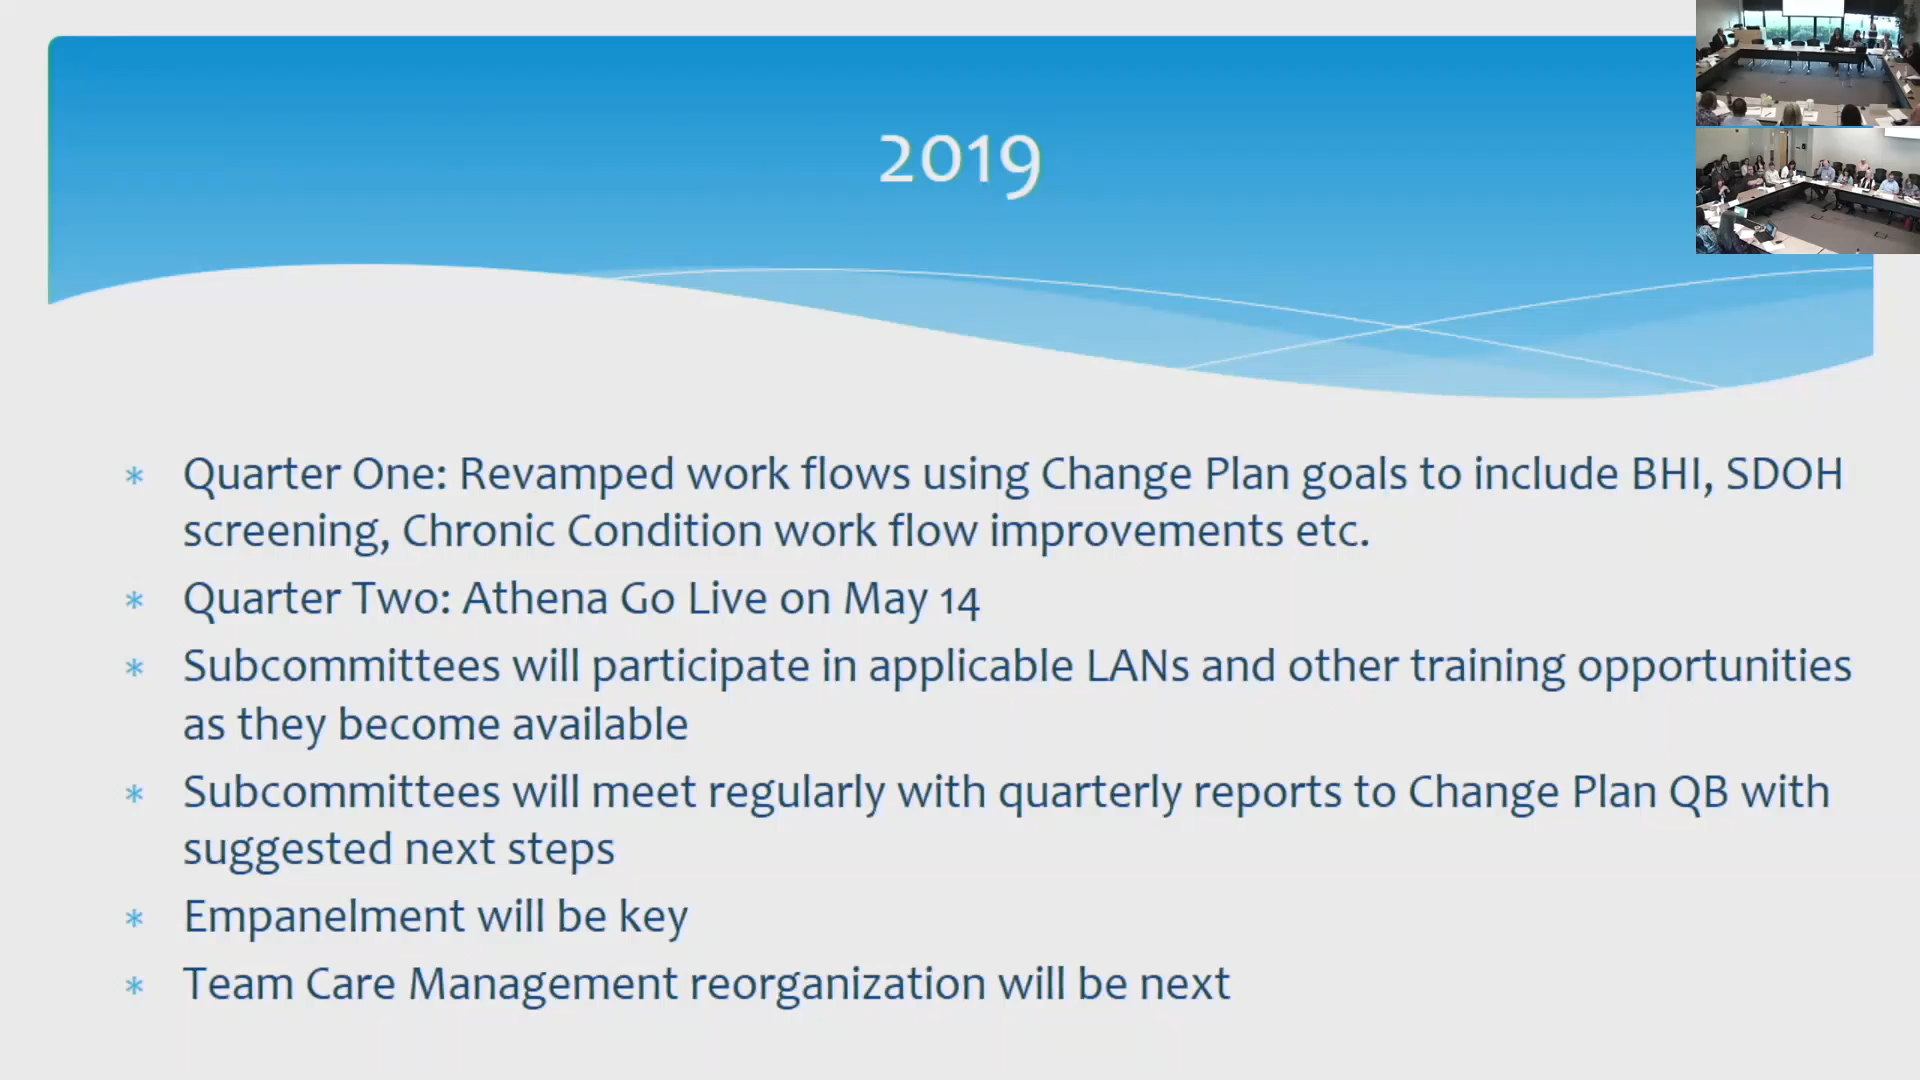 2019
* Quarter One: Revamped work flows using Change Plan goals to include BHI, SDOH
screening, Chronic Condition work flow improvements etc.
* Quarter Two: Athena Go Live on May 14
* Subcommittees will participate in applicable LANs and other training opportunities
as they become available
* Subcommittees will meet regularly with quarterly reports to Change Plan QB with
suggested next steps
* Empanelment will be key
* Team Care Management reorganization will be next